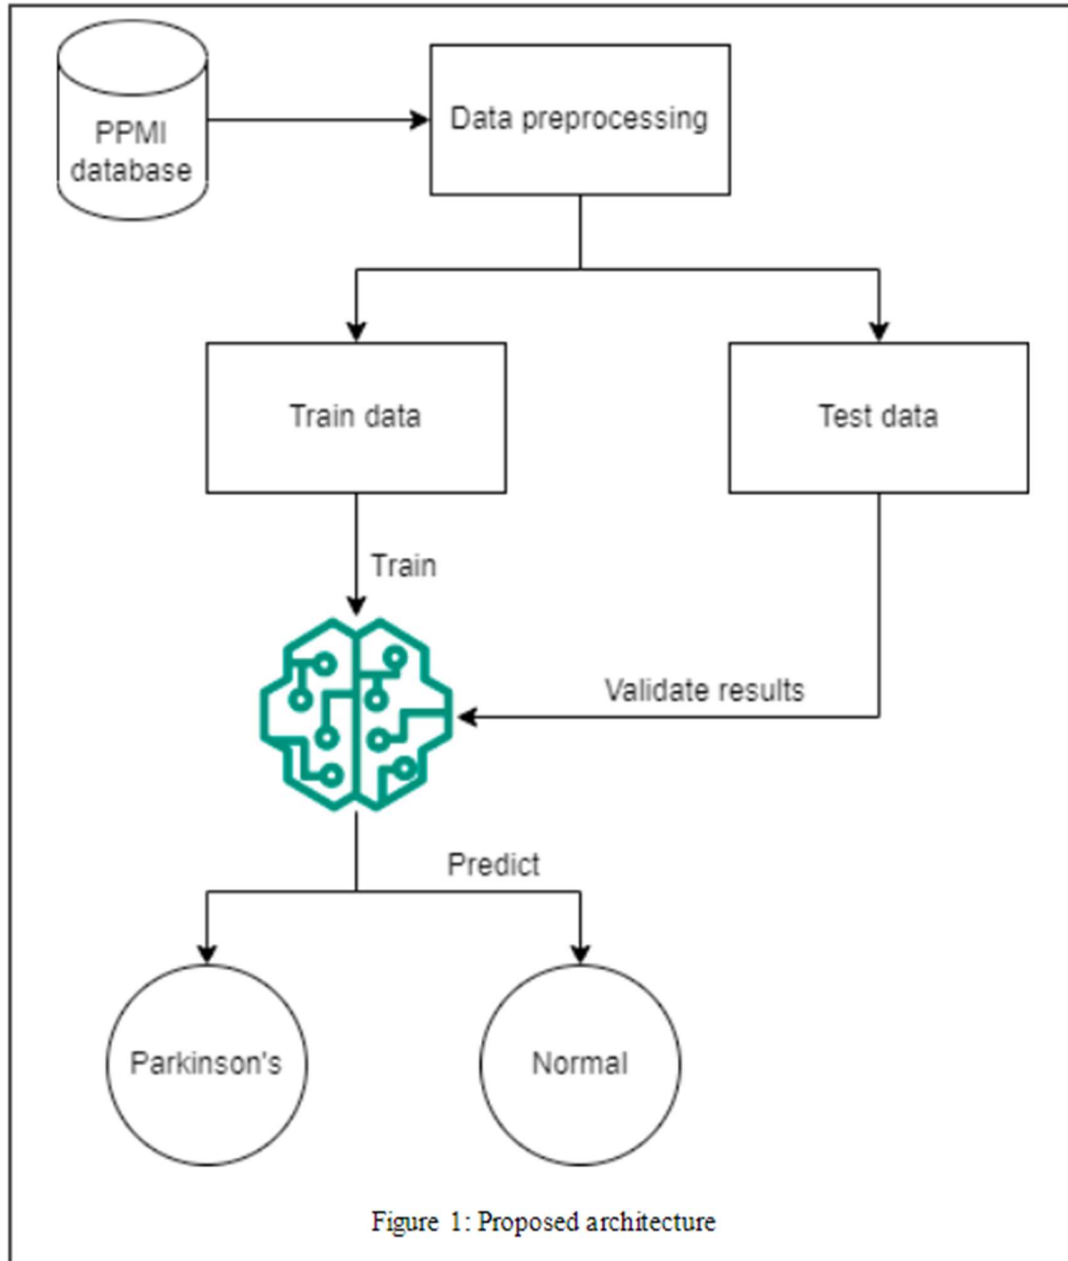 PPMI
database
Data preprocessing
Train data
Test data
Train
Validate results
Predict
Parkinson's
Normal
Figure 1: Proposed architecture